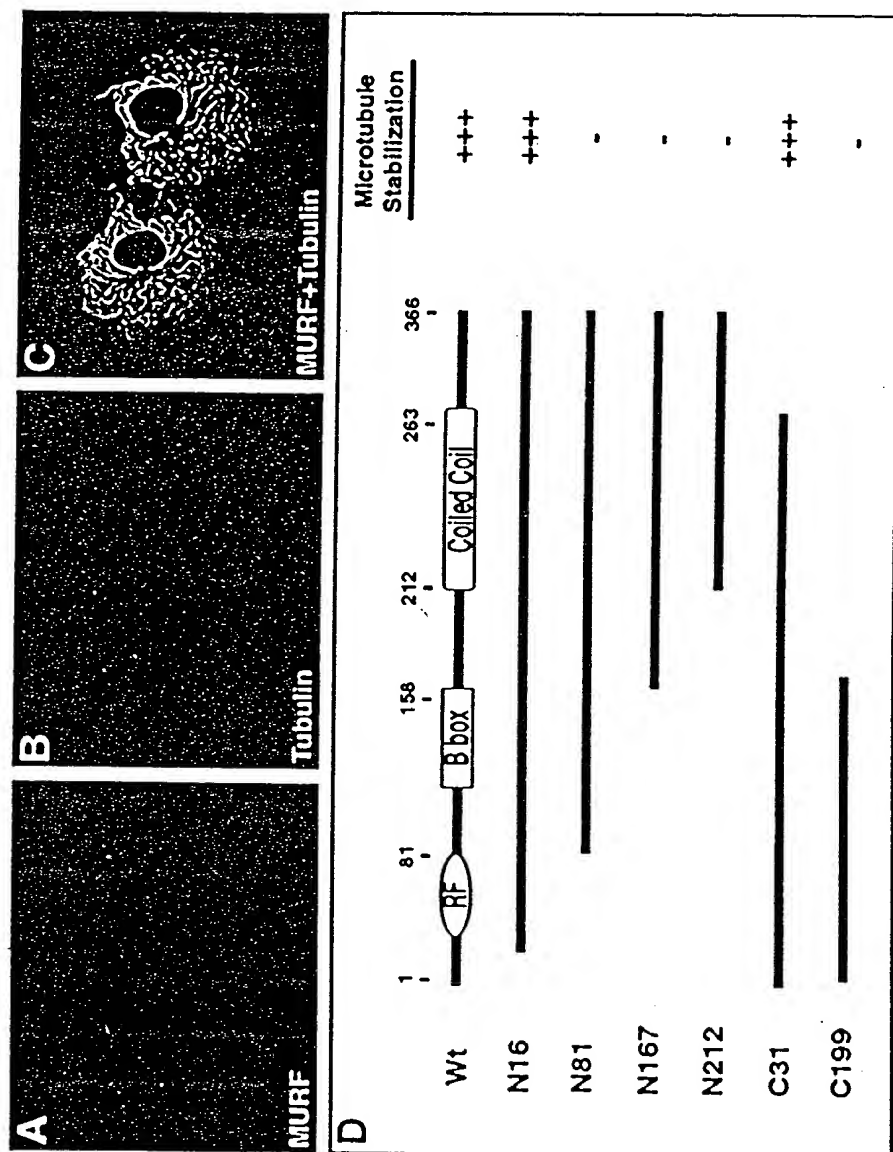 A
MURF
B
Tubulin
C
MURF+Tubulin
D
Microtubule
Stabilization
1 81 158 212 263 366
Wt RF B box Coiled Coil +++
N16 +++
N81 -
N167 -
N212 -
C31 +++
C199 -